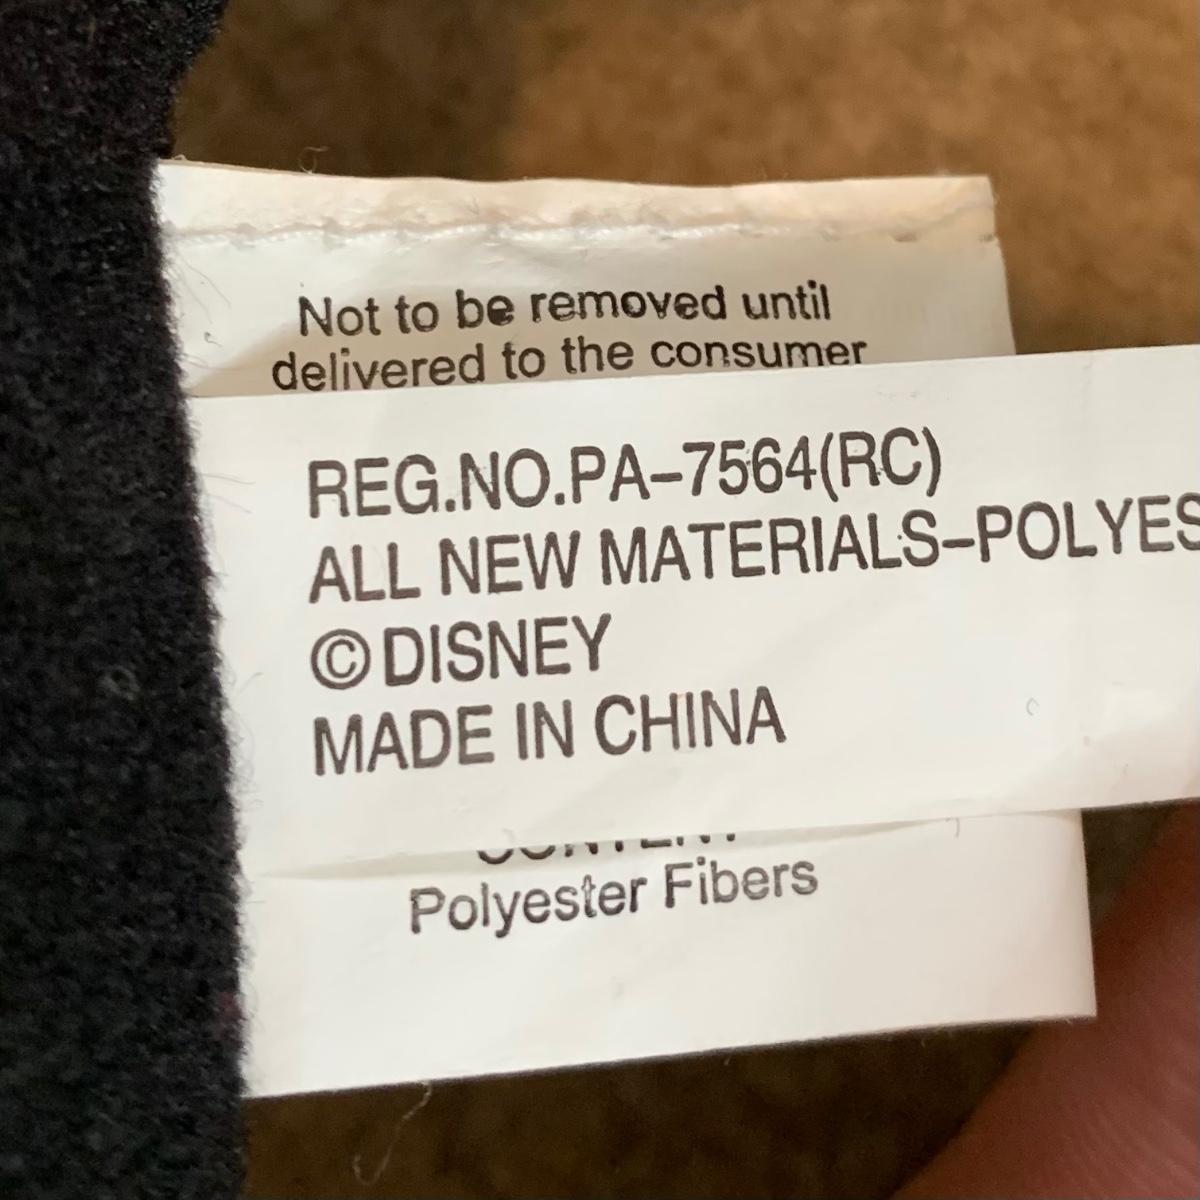 Not to be removed until
delivered to the consumer
REG.NO.PA-7564(RC)
ALL NEW MATERIALS-POLYES
©DISNEY
MADE IN CHINA
CONTENT
Polyester Fibers